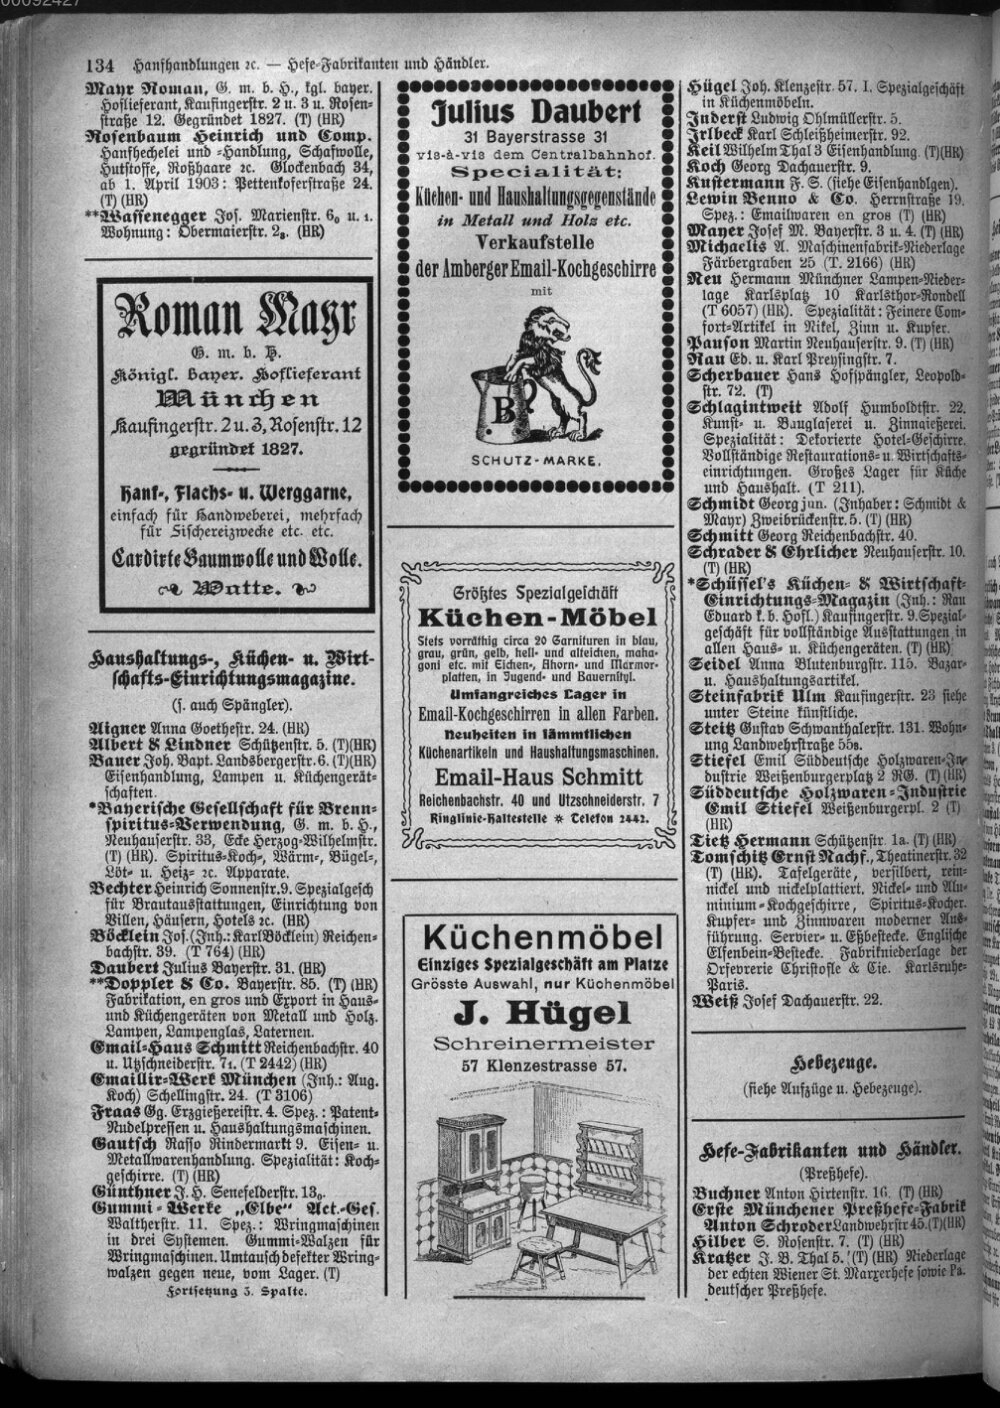 00092427
134 Hanfhandlungen ꝛc. — Hefe-Fabrikanten und Händler.
Mayr Roman, G. m. b. H., kgl. bayer.
Hoflieferant, Kaufingerstr. 2 u. 3 u. Rosen-
straße 12. Gegründet 1827. (T) (HR)
Rosenbaum Heinrich und Comp.
Hanfhechelei und -Handlung, Schafwolle,
Hutstoffe, Roßhaare ꝛc. Glockenbach 34,
ab 1. April 1903: Pettenkoferstraße 24.
(T) (HR)
**Wassenegger Jos. Marienstr. 6₀ u. 1.
Wohnung: Obermaierstr. 2₃. (HR)
Roman Mayr
G. m. b. H.
Königl. bayer. Hoflieferant
München
Kaufingerstr. 2 u. 3, Rosenstr. 12
gegründet 1827.
Hanf-, Flachs- u. Werggarne,
einfach für Handweberei, mehrfach
für Fischereizwecke etc. etc.
Cardirte Baumwolle und Wolle.
Watte.
Haushaltungs-, Küchen- u. Wirt-
schafts-Einrichtungsmagazine.
(s. auch Spängler).
Aigner Anna Goethestr. 24. (HR)
Albert & Lindner Schützenstr. 5. (T)(HR)
Bauer Joh. Bapt. Landsbergerstr. 6. (T)(HR)
Eisenhandlung, Lampen u. Küchengerät-
schaften.
*Bayerische Gesellschaft für Brenn-
spiritus-Verwendung, G. m. b. H.,
Neuhauserstr. 33, Ecke Herzog-Wilhelmstr.
(T) (HR). Spiritus-Koch-, Wärm-, Bügel-,
Löt- u. Heiz- ꝛc. Apparate.
Bechter Heinrich Sonnenstr. 9. Spezialgesch
für Brautausstattungen, Einrichtung von
Villen, Häusern, Hotels ꝛc. (HR)
Böcklein Jos. (Inh.: Karl Böcklein) Reichen-
bachstr. 39. (T 764) (HR)
Daubert Julius Bayerstr. 31. (HR)
**Doppler & Co. Bayerstr. 85. (T) (HR)
Fabrikation, en gros und Export in Haus-
und Küchengeräten von Metall und Holz.
Lampen, Lampenglas, Laternen.
Email-Haus Schmitt Reichenbachstr. 40
u. Utzschneiderstr. 7₁. (T 2442) (HR)
Emaillir-Werk München (Inh.: Aug.
Koch) Schellingstr. 24. (T 3106)
Fraas Gg. Erzgießereistr. 4. Spez.: Patent-
Nudelpressen u. Haushaltungsmaschinen.
Gautsch Rasso Rindermarkt 9. Eisen- u.
Metallwarenhandlung. Spezialität: Koch-
geschirre. (T) (HR)
Günthner J. H. Senefelderstr. 13₀.
Gummi-Werke „Elbe" Act.-Ges.
Waltherstr. 11. Spez.: Wringmaschinen
in drei Systemen. Gummi-Walzen für
Wringmaschinen. Umtausch defekter Wring-
walzen gegen neue, vom Lager. (T)
Fortsetzung 3. Spalte.
Julius Daubert
31 Bayerstrasse 31
vis-à-vis dem Centralbahnhof.
Specialität:
Küchen- und Haushaltungsgegenstände
in Metall und Holz etc.
Verkaufstelle
der Amberger Email-Kochgeschirre
mit
B
SCHUTZ-MARKE.
Größtes Spezialgeschäft
Küchen-Möbel
Stets vorräthig circa 20 Garnituren in blau,
grau, grün, gelb, hell- und alteichen, maha-
goni etc. mit Eichen-, Ahorn- und Marmor-
platten, in Jugend- und Bauernstyl.
Umfangreiches Lager in
Email-Kochgeschirren in allen Farben.
Neuheiten in sämmtlichen
Küchenartikeln und Haushaltungsmaschinen.
Email-Haus Schmitt
Reichenbachstr. 40 und Utzschneiderstr. 7
Ringlinie-Haltestelle * Telefon 2442.
Küchenmöbel
Einziges Spezialgeschäft am Platze
Grösste Auswahl, nur Küchenmöbel
J. Hügel
Schreinermeister
57 Klenzestrasse 57.
Hügel Joh. Klenzestr. 57. I. Spezialgeschäft
in Küchenmöbeln.
Inderst Ludwig Ohlmüllerstr. 5.
Irlbeck Karl Schleißheimerstr. 92.
Keil Wilhelm Thal 3 Eisenhandlung. (T)(HR)
Koch Georg Dachauerstr. 9.
Kustermann F. S. (siehe Eisenhandlgen).
Lewin Benno & Co. Herrnstraße 19.
Spez.: Emailwaren en gros (T) (HR)
Mayer Josef M. Bayerstr. 3 u. 4. (T) (HR)
Michaelis A. Maschinenfabrik-Niederlage
Färbergraben 25 (T. 2166) (HR)
Neu Hermann Münchner Lampen-Nieder-
lage Karlsplatz 10 Karlsthor-Rondell
(T 6057) (HR). Spezialität: Feinere Com-
fort-Artikel in Nikel, Zinn u. Kupfer.
Pauson Martin Neuhauserstr. 9. (T) (HR)
Rau Ed. u. Karl Preysingstr. 7.
Scherbauer Hans Hofspängler, Leopold-
str. 72. (T)
Schlagintweit Adolf Humboldtstr. 22.
Kunst- u. Bauglaserei u. Zinngießerei.
Spezialität: Dekorierte Hotel-Geschirre.
Vollständige Restaurations- u. Wirtschafts-
einrichtungen. Großes Lager für Küche
und Haushalt. (T 211).
Schmidt Georg jun. (Inhaber: Schmidt &
Mayr) Zweibrückenstr. 5. (T) (HR)
Schmitt Georg Reichenbachstr. 40.
Schrader & Ehrlicher Neuhauserstr. 10.
(T) (HR)
*Schüssel's Küchen- & Wirtschaft-
Einrichtungs-Magazin (Inh.: Rau
Eduard k. b. Hofl.) Kaufingerstr. 9. Spezial-
geschäft für vollständige Ausstattungen in
allen Haus- u. Küchengeräten. (T) (HR)
Seidel Anna Blutenburgstr. 115. Bazar-
u. Haushaltungsartikel.
Steinfabrik Ulm Kaufingerstr. 23 siehe
unter Steine künstliche.
Steitz Gustav Schwanthalerstr. 131. Wohn-
ung Landwehrstraße 55₃.
Stiefel Emil Süddeutsche Holzwaren-In-
dustrie Weißenburgerplatz 2 RG. (T) (HR)
Süddeutsche Holzwaren-Industrie
Emil Stiefel Weißenburgerpl. 2 (T)
(HR)
Tietz Hermann Schützenstr. 1a. (T) (HR)
Tomschitz Ernst Nachf., Theatinerstr. 32
(T) (HR). Tafelgeräte, versilbert, rein-
nickel und nickelplattiert. Nickel- und Alu-
minium-Kochgeschirre, Spiritus-Kocher.
Kupfer- und Zinnwaren moderner Aus-
führung. Servier- u. Eßbestecke. Englische
Elfenbein-Bestecke. Fabrikniederlage der
Orfevrerie Christofle & Cie. Karlsruhe-
Paris.
Weiß Josef Dachauerstr. 22.
Hebezeuge.
(siehe Aufzüge u. Hebezeuge).
Hefe-Fabrikanten und Händler.
(Preßhefe).
Buchner Anton Hirtenstr. 16. (T) (HR)
Erste Münchener Preßhefe-Fabrik
Anton Schroder Landwehrstr 45. (T)(HR)
Hilber S. Rosenstr. 7. (T) (HR)
Kratzer J. B. Thal 5. (T) (HR) Niederlage
der echten Wiener St. Marxerhefe sowie Pa.
deutscher Preßhefe.